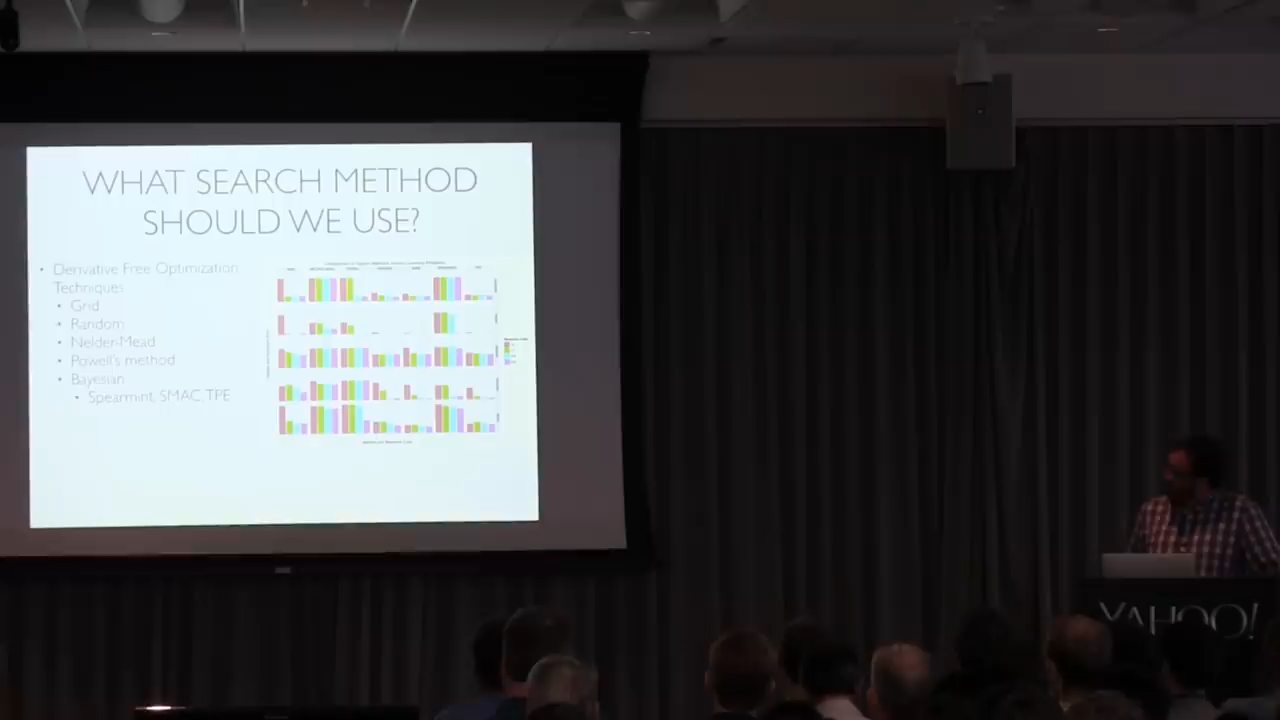 WHAT SEARCH METHOD
SHOULD WE USE?
• Derivative Free Optimization
Techniques
• Grid
• Random
• Nelder-Mead
• Powell's method
• Bayesian
• Spearmint, SMAC, TPE
YAHOO!